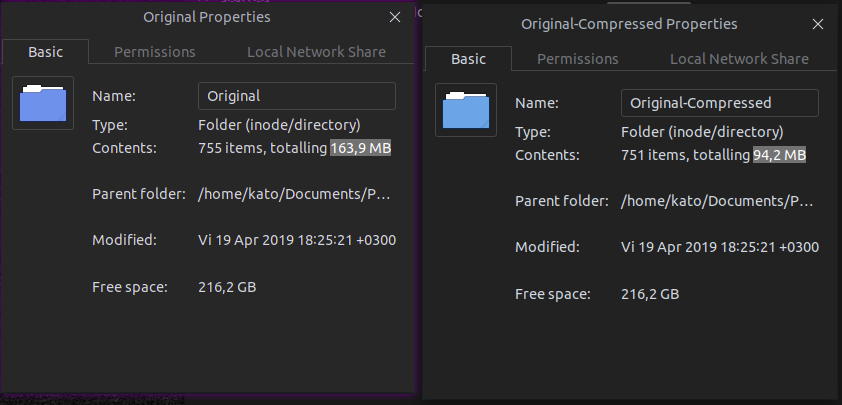 Original Properties
Basic
Permissions
Local Network Share
Name:
Original
Type:
Folder (inode/directory)
Contents:
755 items, totalling 163,9 MB
Parent folder:
/home/kato/Documents/P...
Modified:
Vi 19 Apr 2019 18:25:21 +0300
Free space:
216,2 GB
Original-Compressed Properties
Basic
Permissions
Local Network Share
Name:
Original-Compressed
Type:
Folder (inode/directory)
Contents:
751 items, totalling 94,2 MB
Parent folder:
/home/kato/Documents/P...
Modified:
Vi 19 Apr 2019 18:25:21 +0300
Free space:
216,2 GB